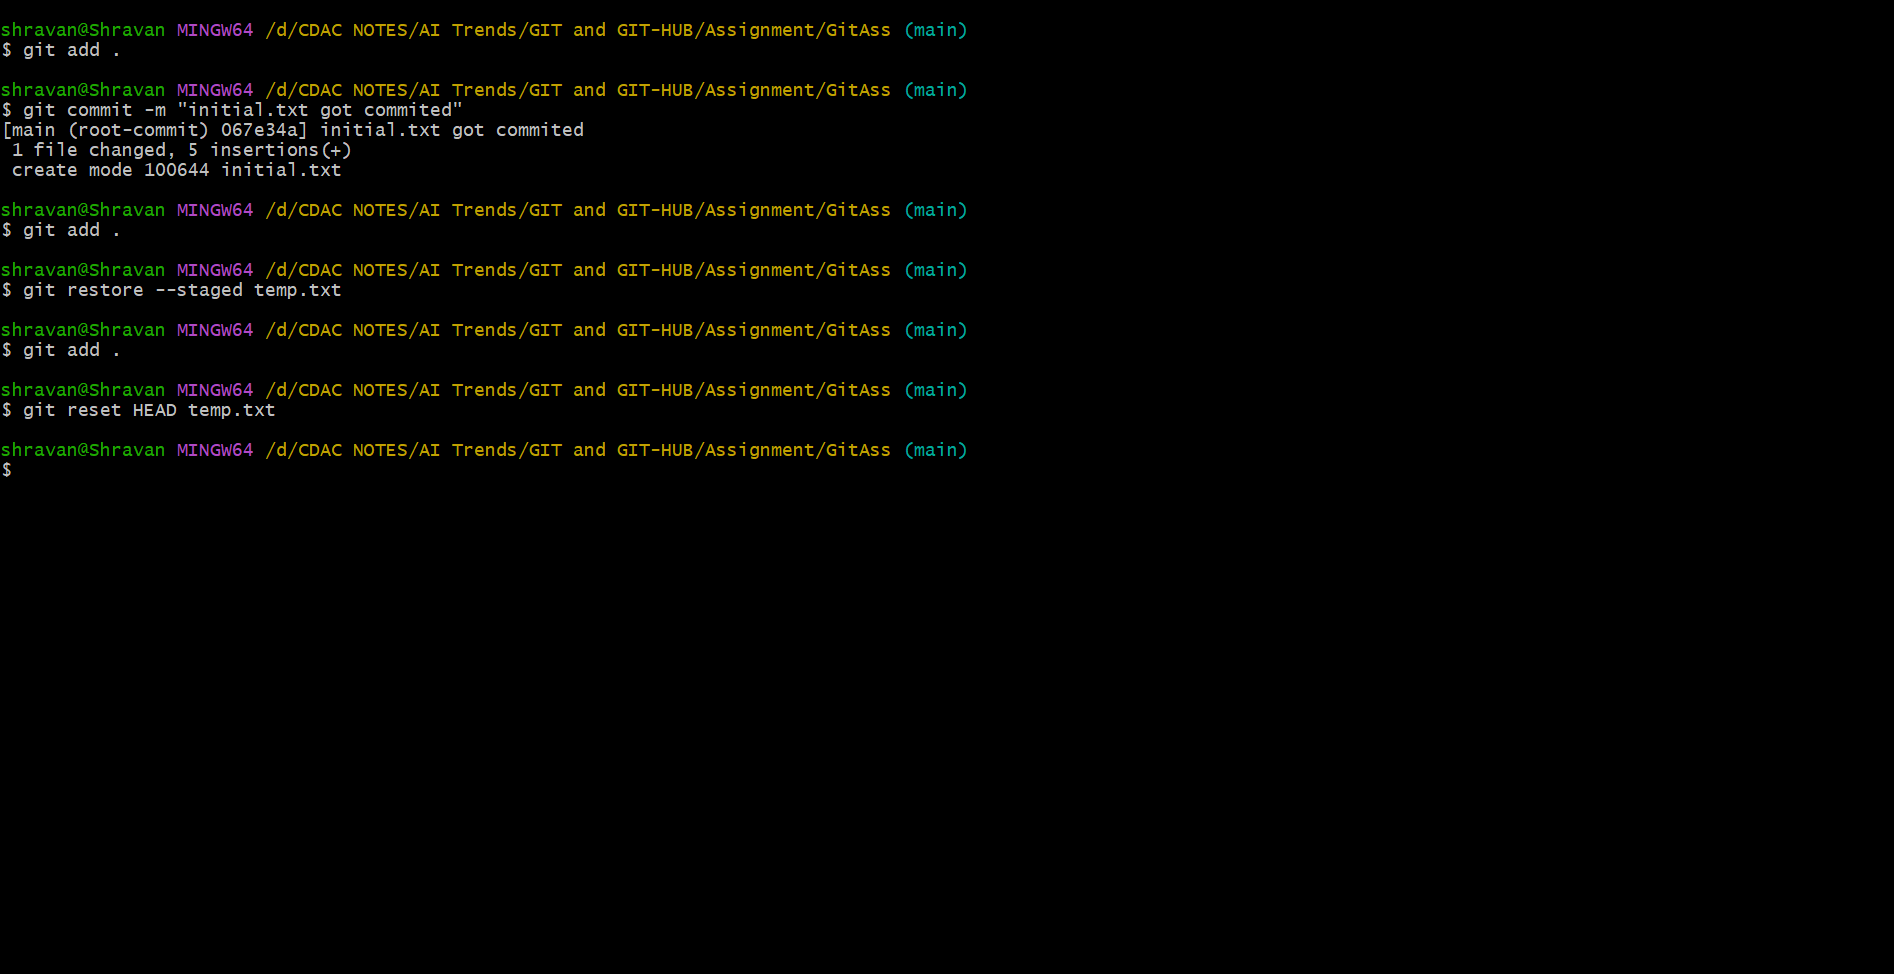 shravan@Shravan MINGW64 /d/CDAC NOTES/AI Trends/GIT and GIT-HUB/Assignment/GitAss (main)
$ git add .
shravan@Shravan MINGW64 /d/CDAC NOTES/AI Trends/GIT and GIT-HUB/Assignment/GitAss (main)
$ git commit -m "initial.txt got commited"
[main (root-commit) 067e34a] initial.txt got commited
1 file changed, 5 insertions(+)
create mode 100644 initial.txt
shravan@Shravan MINGW64 /d/CDAC NOTES/AI Trends/GIT and GIT-HUB/Assignment/GitAss (main)
$ git add .
shravan@Shravan MINGW64 /d/CDAC NOTES/AI Trends/GIT and GIT-HUB/Assignment/GitAss (main)
$ git restore --staged temp.txt
shravan@Shravan MINGW64 /d/CDAC NOTES/AI Trends/GIT and GIT-HUB/Assignment/GitAss (main)
$ git add .
shravan@Shravan MINGW64 /d/CDAC NOTES/AI Trends/GIT and GIT-HUB/Assignment/GitAss (main)
$ git reset HEAD temp.txt
shravan@Shravan MINGW64 /d/CDAC NOTES/AI Trends/GIT and GIT-HUB/Assignment/GitAss (main)
$